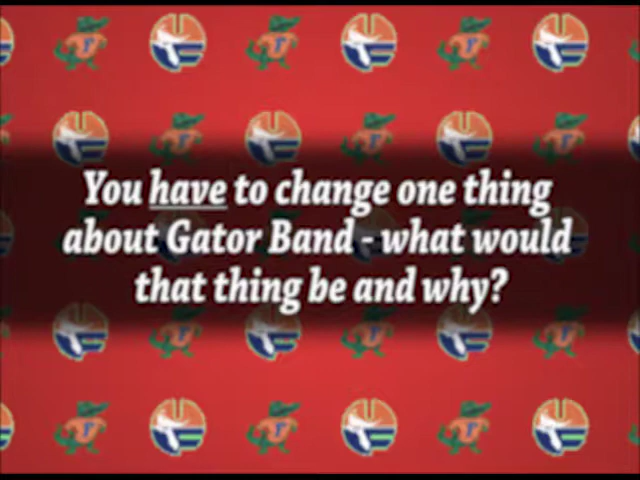 You have to change one thing
about Gator Band - what would
that thing be and why?